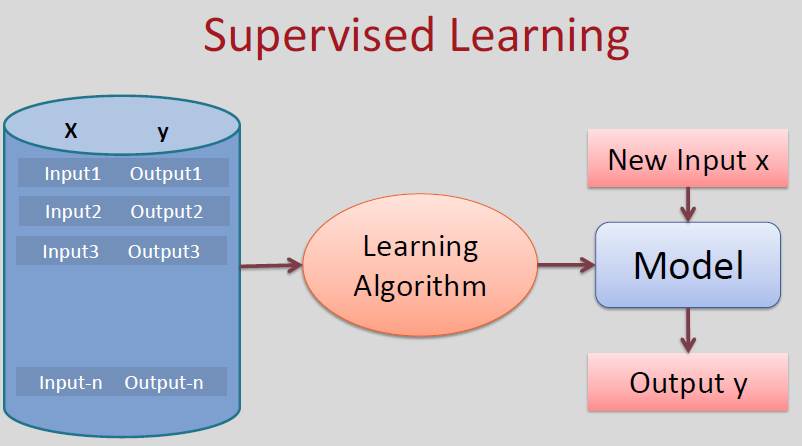 Supervised Learning
X y
Input1 Output1
Input2 Output2
Input3 Output3
Input-n Output-n
Learning
Algorithm
New Input x
Model
Output y